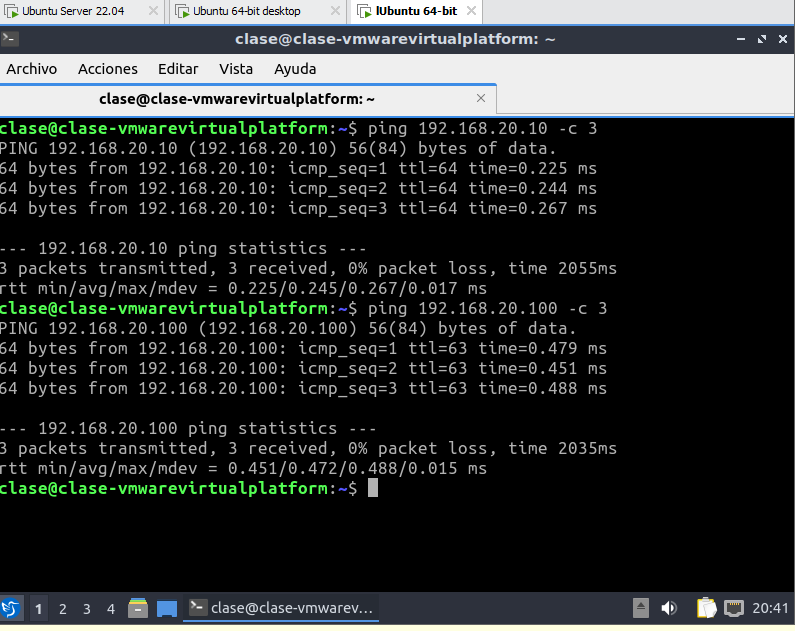 Ubuntu Server 22.04 Ubuntu 64-bit desktop lUbuntu 64-bit
clase@clase-vmwarevirtualplatform: ~
Archivo Acciones Editar Vista Ayuda
clase@clase-vmwarevirtualplatform: ~
clase@clase-vmwarevirtualplatform:~$ ping 192.168.20.10 -c 3
PING 192.168.20.10 (192.168.20.10) 56(84) bytes of data.
64 bytes from 192.168.20.10: icmp_seq=1 ttl=64 time=0.225 ms
64 bytes from 192.168.20.10: icmp_seq=2 ttl=64 time=0.244 ms
64 bytes from 192.168.20.10: icmp_seq=3 ttl=64 time=0.267 ms
--- 192.168.20.10 ping statistics ---
3 packets transmitted, 3 received, 0% packet loss, time 2055ms
rtt min/avg/max/mdev = 0.225/0.245/0.267/0.017 ms
clase@clase-vmwarevirtualplatform:~$ ping 192.168.20.100 -c 3
PING 192.168.20.100 (192.168.20.100) 56(84) bytes of data.
64 bytes from 192.168.20.100: icmp_seq=1 ttl=63 time=0.479 ms
64 bytes from 192.168.20.100: icmp_seq=2 ttl=63 time=0.451 ms
64 bytes from 192.168.20.100: icmp_seq=3 ttl=63 time=0.488 ms
--- 192.168.20.100 ping statistics ---
3 packets transmitted, 3 received, 0% packet loss, time 2035ms
rtt min/avg/max/mdev = 0.451/0.472/0.488/0.015 ms
clase@clase-vmwarevirtualplatform:~$
1 2 3 4 clase@clase-vmwarev... 20:41